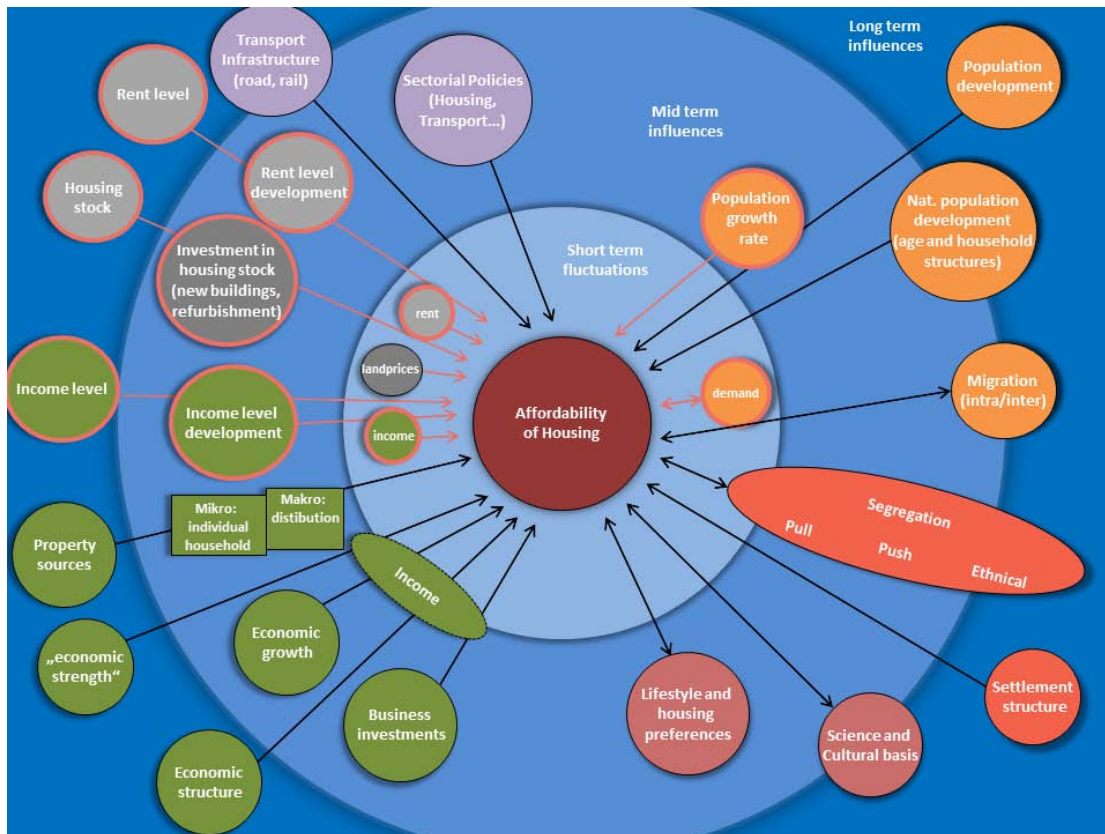 Long term
influences
Transport
Infrastructure
(road, rail)
Sectorial Policies
(Housing,
Transport...)
Population
development
Rent level
Mid term
influences
Rent level
development
Housing
stock
Population
growth
rate
Nat. population
development
(age and household
structures)
Investment in
housing stock
(new buildings,
refurbishment)
Short term
fluctuations
rent
landprices
Income level
Income level
development
income
Affordability
of Housing
demand
Migration
(intra/inter)
Mikro:
individual
household
Makro:
distibution
Segregation
Pull
Push
Ethnical
Property
sources
Income
„economic
strength“
Economic
growth
Business
investments
Lifestyle and
housing
preferences
Settlement
structure
Economic
structure
Science and
Cultural basis